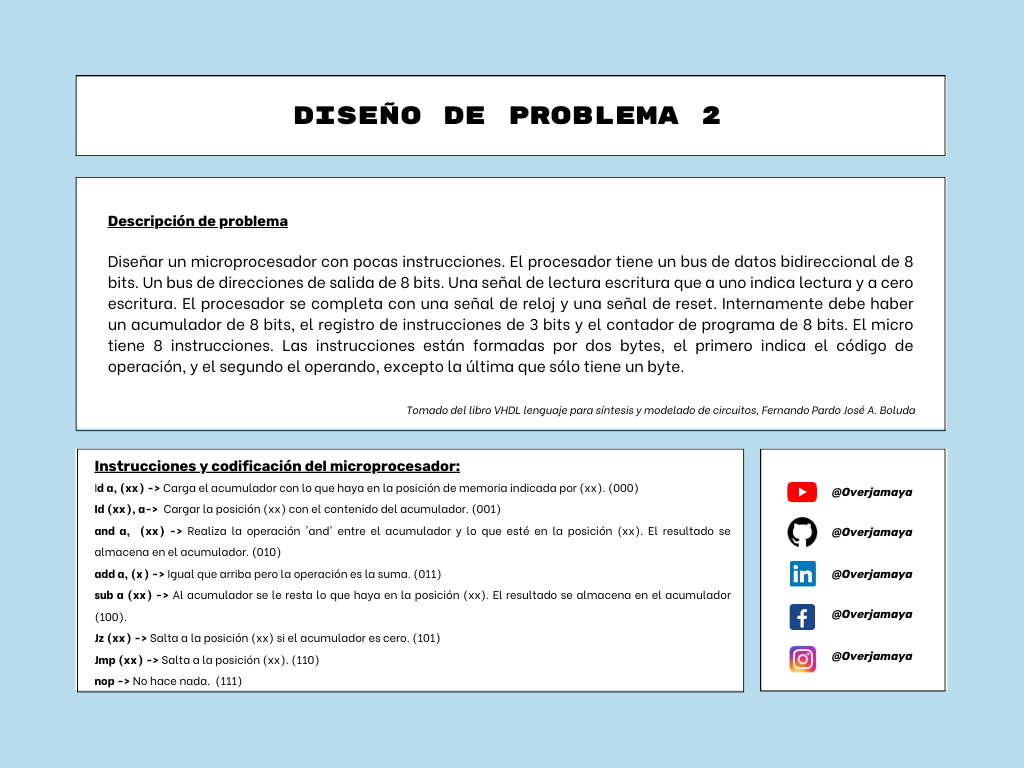 DISEÑO DE PROBLEMA 2
Descripción de problema
Diseñar un microprocesador con pocas instrucciones. El procesador tiene un bus de datos bidireccional de 8
bits. Un bus de direcciones de salida de 8 bits. Una señal de lectura escritura que a uno indica lectura y a cero
escritura. El procesador se completa con una señal de reloj y una señal de reset. Internamente debe haber
un acumulador de 8 bits, el registro de instrucciones de 3 bits y el contador de programa de 8 bits. El micro
tiene 8 instrucciones. Las instrucciones están formadas por dos bytes, el primero indica el código de
operación, y el segundo el operando, excepto la última que sólo tiene un byte.
Tomado del libro VHDL lenguaje para síntesis y modelado de circuitos, Fernando Pardo José A. Boluda
Instrucciones y codificación del microprocesador:
ld a, (xx) -> Carga el acumulador con lo que haya en la posición de memoria indicada por (xx). (000)
ld (xx), a-> Cargar la posición (xx) con el contenido del acumulador. (001)
and a, (xx) -> Realiza la operación 'and' entre el acumulador y lo que esté en la posición (xx). El resultado se
almacena en el acumulador. (010)
add a, (x) -> Igual que arriba pero la operación es la suma. (011)
sub a (xx) -> Al acumulador se le resta lo que haya en la posición (xx). El resultado se almacena en el acumulador
(100).
Jz (xx) -> Salta a la posición (xx) si el acumulador es cero. (101)
Jmp (xx) -> Salta a la posición (xx). (110)
nop -> No hace nada. (111)
@Overjamaya
@Overjamaya
in @Overjamaya
@Overjamaya
@Overjamaya